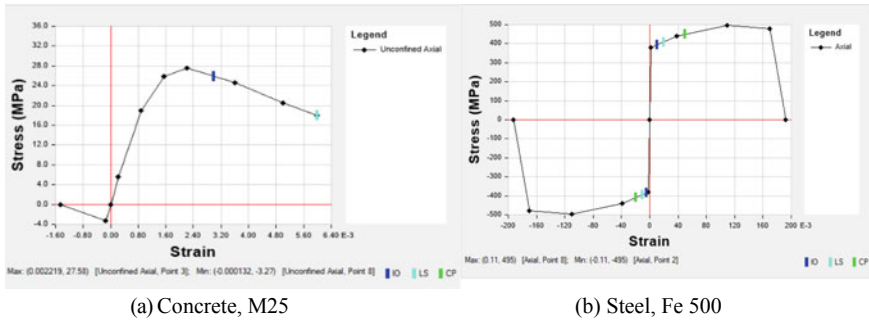 36.0
32.0
28.0
24.0
20.0
16.0
12.0
8.0
4.0
0.0
-4.0
Stress (MPa)
-1.60 -0.80 0.00 0.80 1.60 2.40 3.20 4.00 4.80 5.60 6.40 E-3
Strain
Legend
Unconfined Axial
Max: (0.002219, 27.58) [Unconfined Axial, Point 3]; Min: (-0.000132, -3.27) [Unconfined Axial, Point 8]
IO LS CP
(a) Concrete, M25
500
400
300
200
100
0
-100
-200
-300
-400
-500
Stress (MPa)
-200 -160 -120 -80 -40 0 40 80 120 160 200 E-3
Strain
Legend
Axial
Max: (0.11, 495) [Axial, Point 8]; Min: (-0.11, -495) [Axial, Point 2]
IO LS CP
(b) Steel, Fe 500